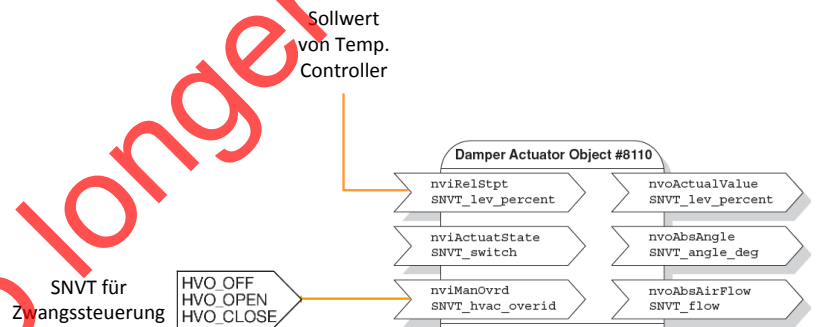 Sollwert
von Temp.
Controller
Damper Actuator Object #8110
nviRelStpt
SNVT_lev_percent
nvoActualValue
SNVT_lev_percent
nviActuatState
SNVT_switch
nvoAbsAngle
SNVT_angle_deg
SNVT für
Zwangssteuerung
HVO_OFF
HVO_OPEN
HVO_CLOSE
nviManOvrd
SNVT_hvac_overid
nvoAbsAirFlow
SNVT_flow
longer